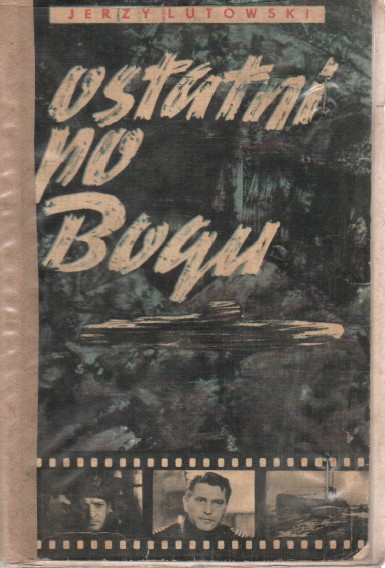 JERZY LUTOWSKI
ostatni
po
Bogu